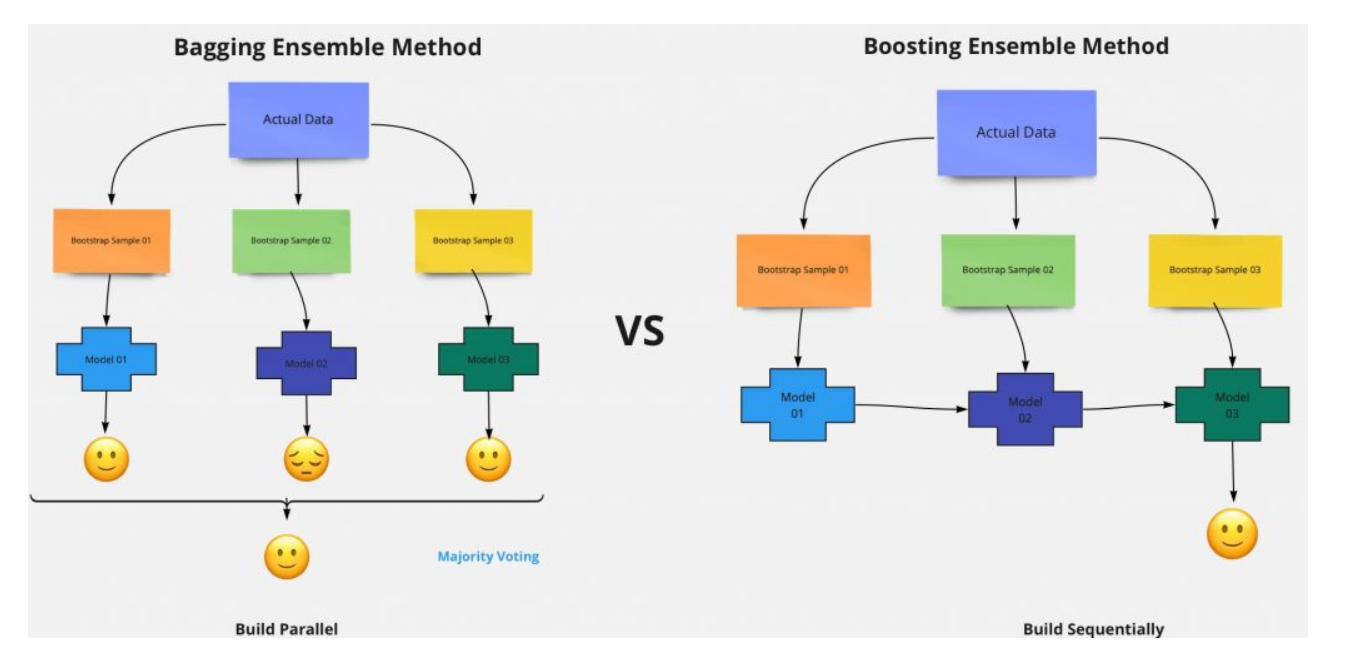 Bagging Ensemble Method
Actual Data
Bootstrap Sample 01
Bootstrap Sample 02
Bootstrap Sample 03
Model 01
Model 02
Model 03
Majority Voting
Build Parallel
VS
Boosting Ensemble Method
Actual Data
Bootstrap Sample 01
Bootstrap Sample 02
Bootstrap Sample 03
Model
01
Model
02
Model
03
Build Sequentially